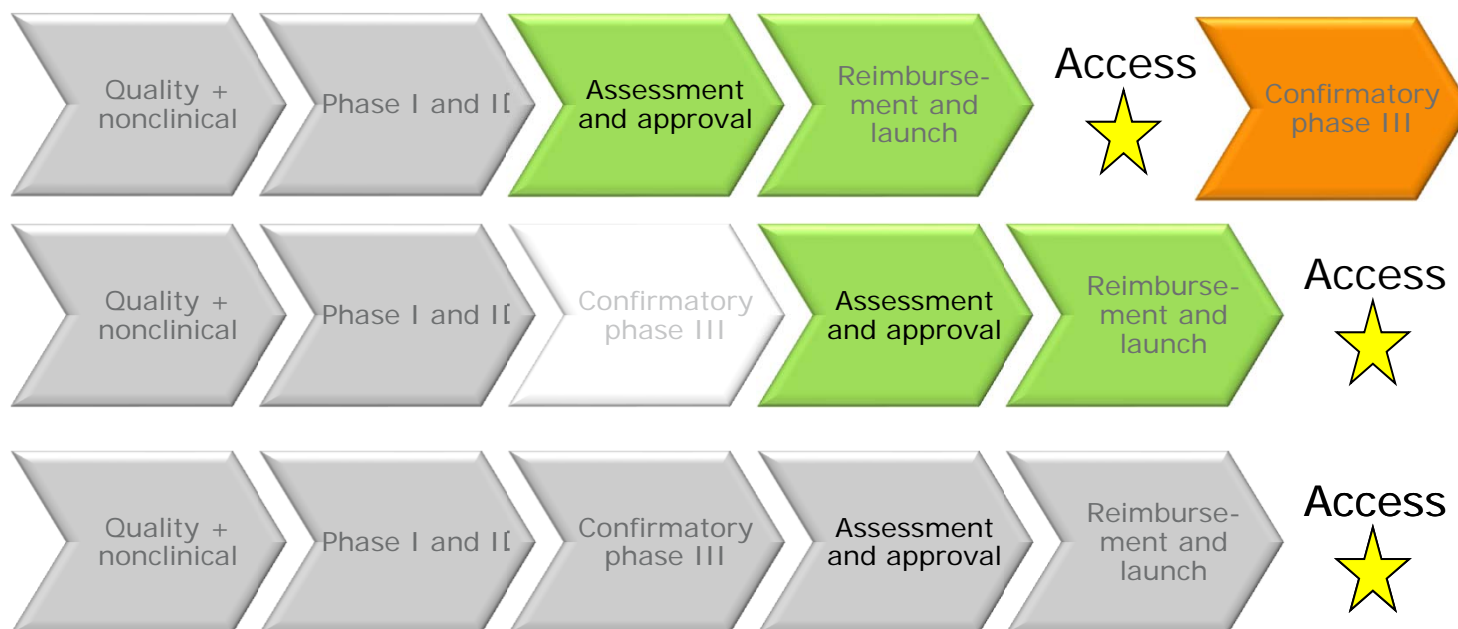 Quality +
nonclinical
Phase I and II
Assessment
and approval
Reimburse-
ment and
launch
Access
Confirmatory
phase III
Quality +
nonclinical
Phase I and II
Confirmatory
phase III
Assessment
and approval
Reimburse-
ment and
launch
Access
Quality +
nonclinical
Phase I and II
Confirmatory
phase III
Assessment
and approval
Reimburse-
ment and
launch
Access